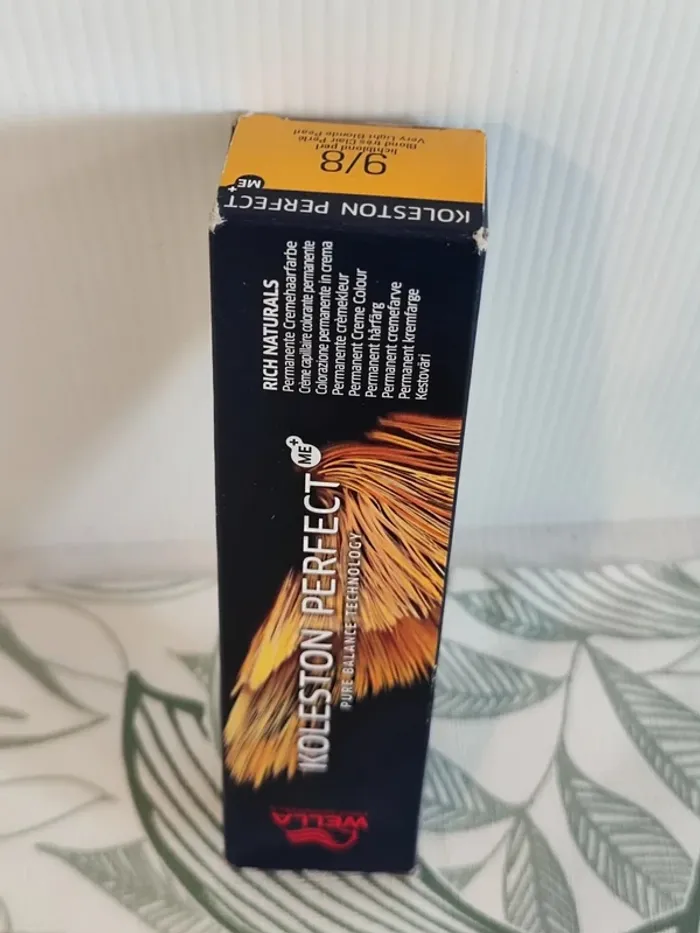 9/8
lichtblond perl
Blond très Clair Perlé
Very Light Blonde Pearl
KOLESTON PERFECT ME+
RICH NATURALS
Permanente Cremehaarfarbe
Crème capillaire colorante permanente
Colorazione permanente in crema
Permanente crèmekleur
Permanent Creme Colour
Permanent hårfärg
Permanent cremefarve
Permanent kremfarge
Kestoväri
KOLESTON PERFECT ME+
PURE BALANCE TECHNOLOGY
WELLA